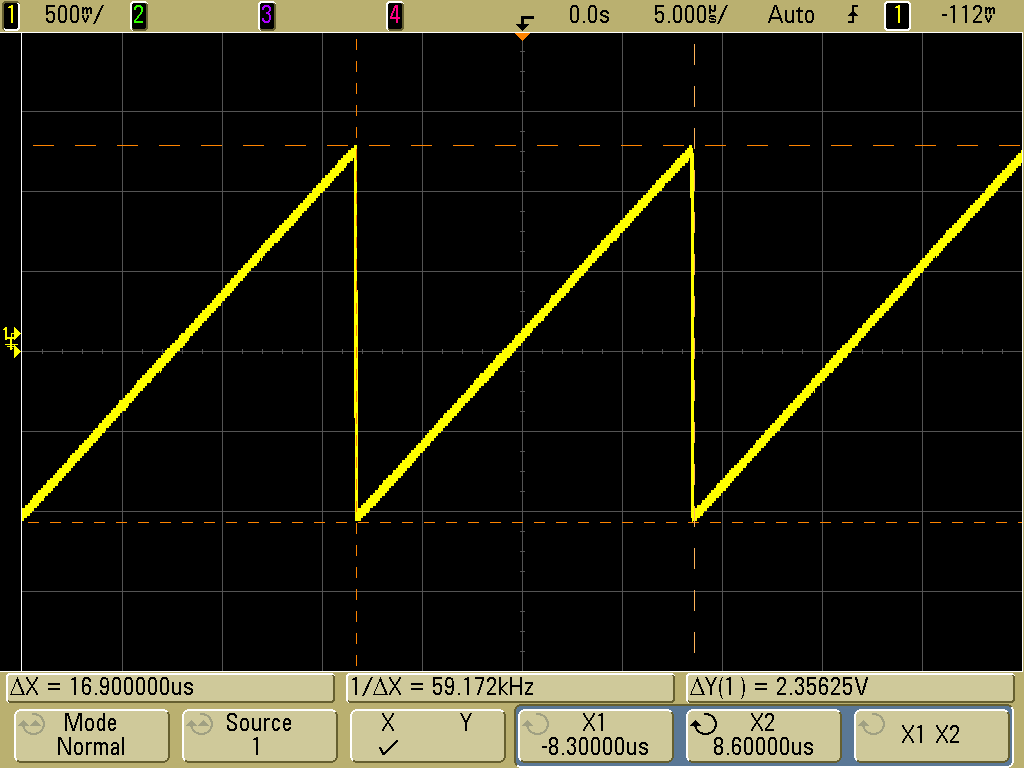 1 500mV/ 2 3 4 0.0s 5.000us/ Auto 1 -112mV
1
ΔX = 16.900000us 1/ΔX = 59.172kHz ΔY(1) = 2.35625V
Mode Source X Y X1 X2 X1 X2
Normal 1 ✓ -8.30000us 8.60000us